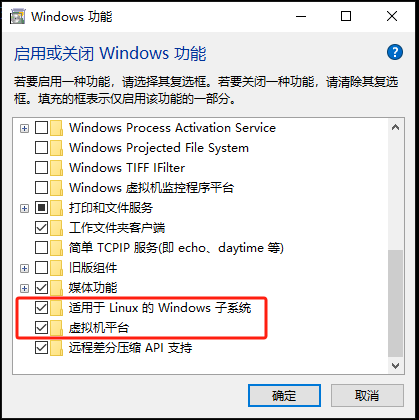 Windows 功能
启用或关闭 Windows 功能
若要启用一种功能，请选择其复选框。若要关闭一种功能，请清除其复选
框。填充的框表示仅启用该功能的一部分。
Windows Process Activation Service
Windows Projected File System
Windows TIFF IFilter
Windows 虚拟机监控程序平台
打印和文件服务
工作文件夹客户端
简单 TCPIP 服务(即 echo、daytime 等)
旧版组件
媒体功能
适用于 Linux 的 Windows 子系统
虚拟机平台
远程差分压缩 API 支持
确定
取消